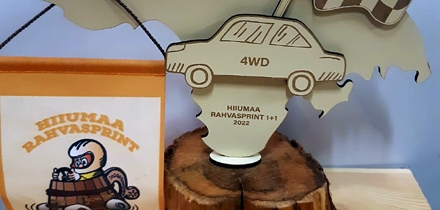 4WD
HIIUMAA
RAHVASPRINT 1+1
2022
HIIUMAA
RAHVASPRINT